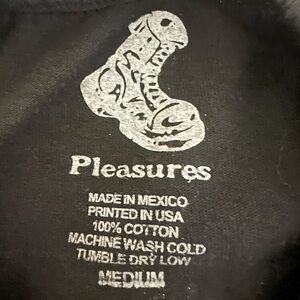 Pleasures
MADE IN MEXICO
PRINTED IN USA
100% COTTON
MACHINE WASH COLD
TUMBLE DRY LOW
MEDIUM